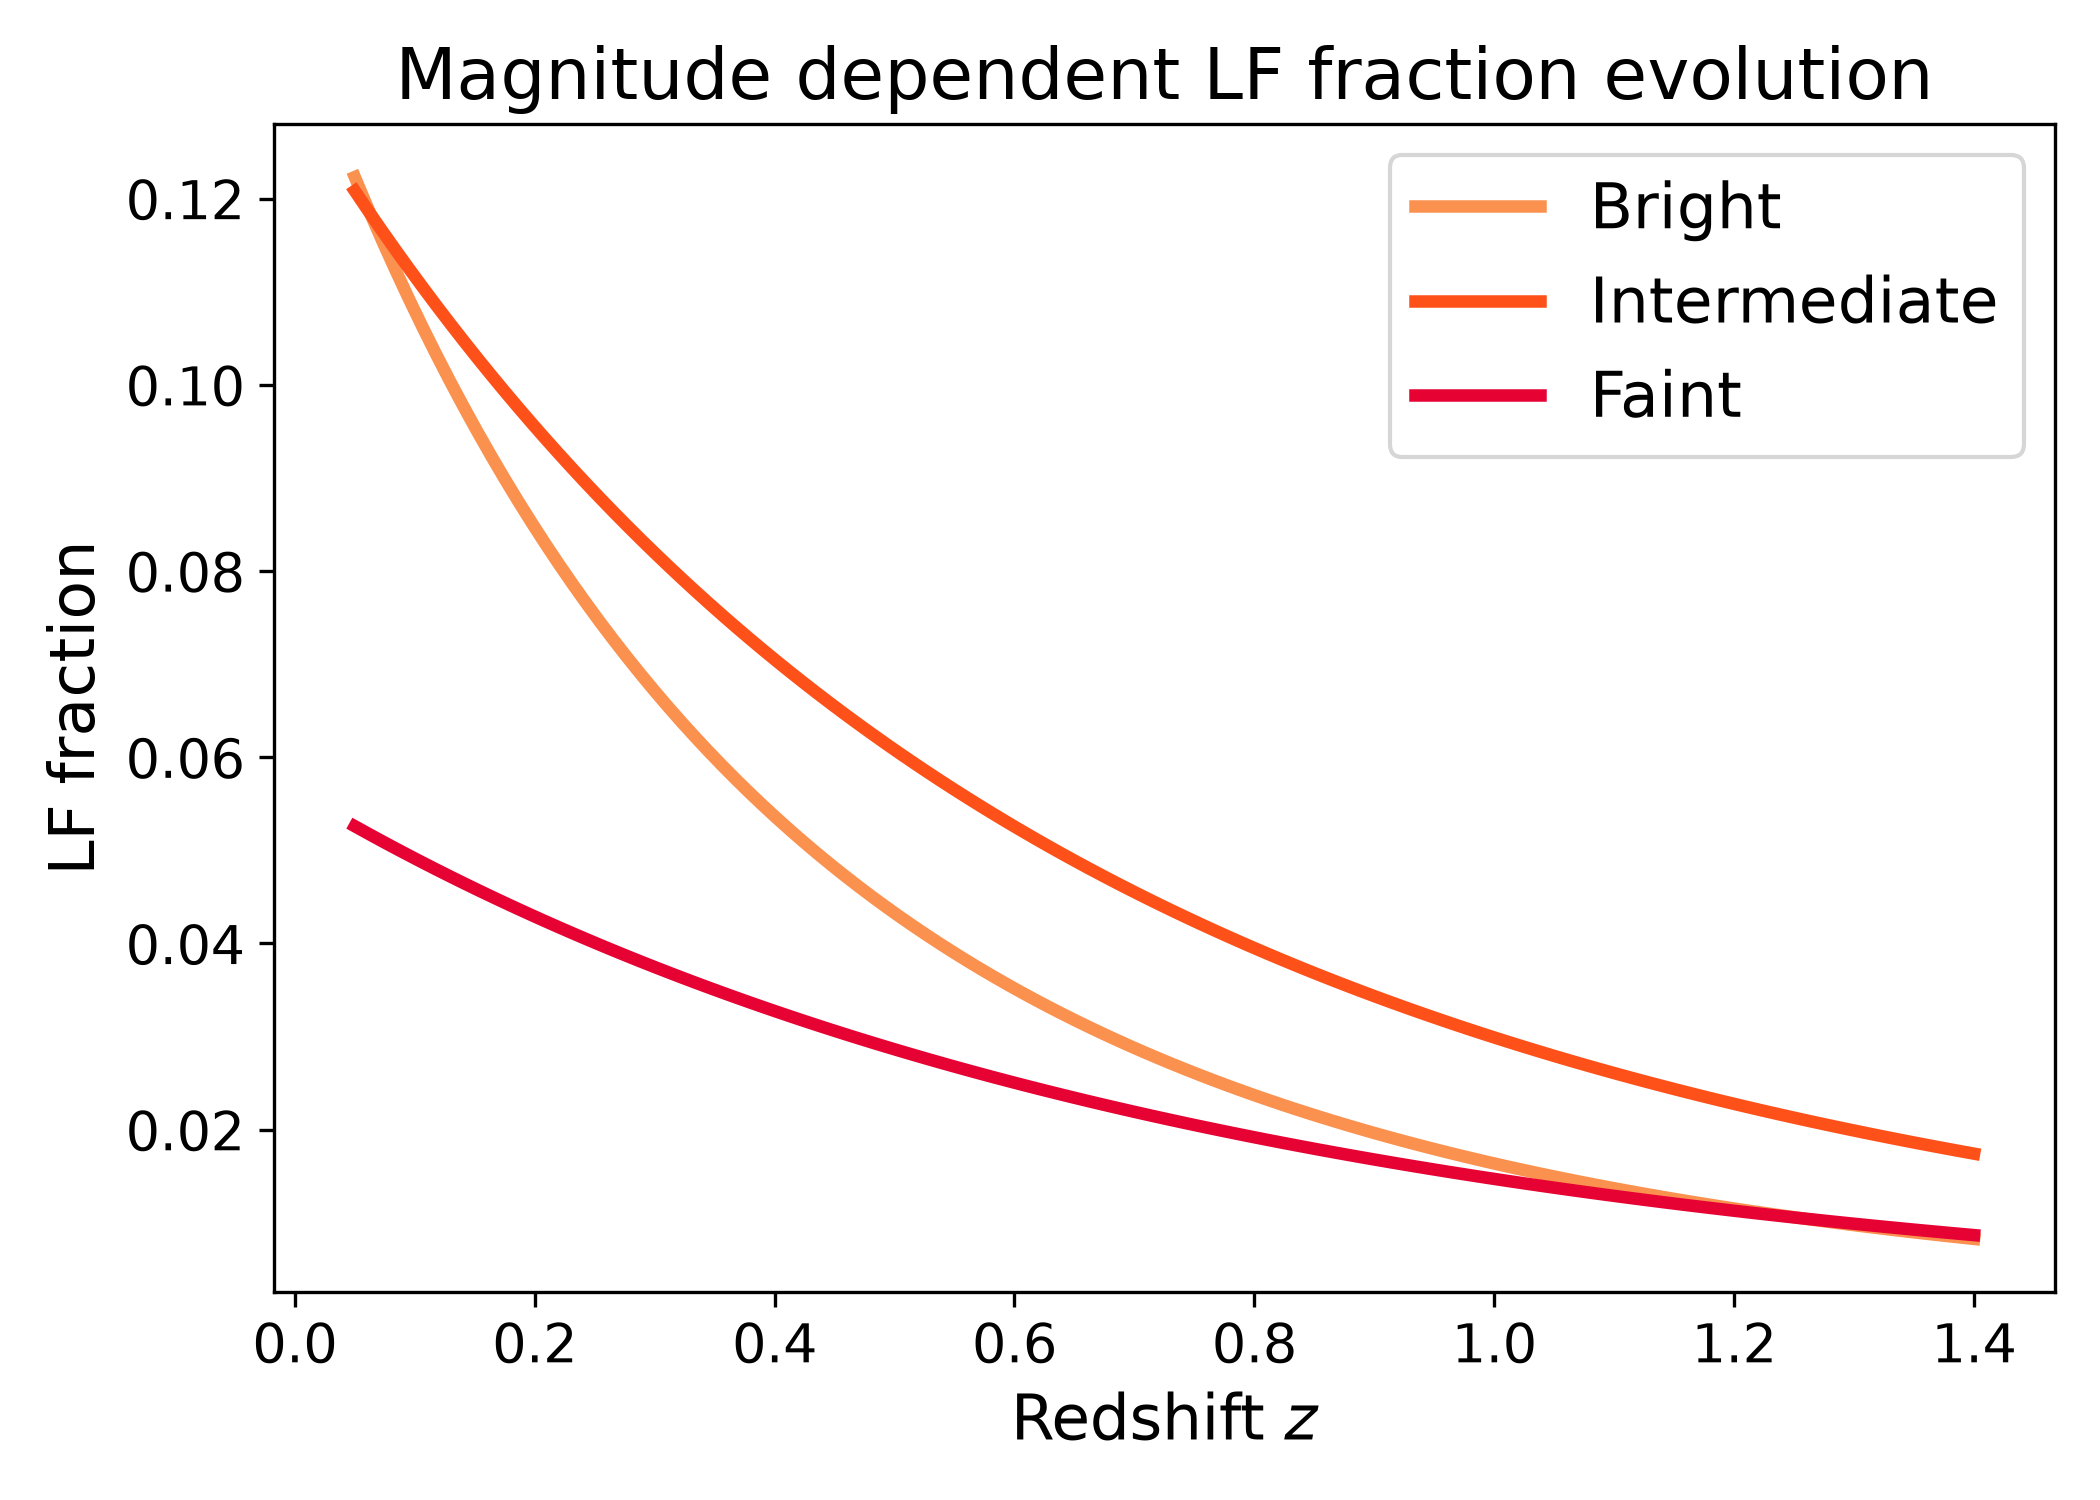 Magnitude dependent LF fraction evolution
Bright
Intermediate
Faint
LF fraction
0.12
0.10
0.08
0.06
0.04
0.02
0.0 0.2 0.4 0.6 0.8 1.0 1.2 1.4
Redshift z